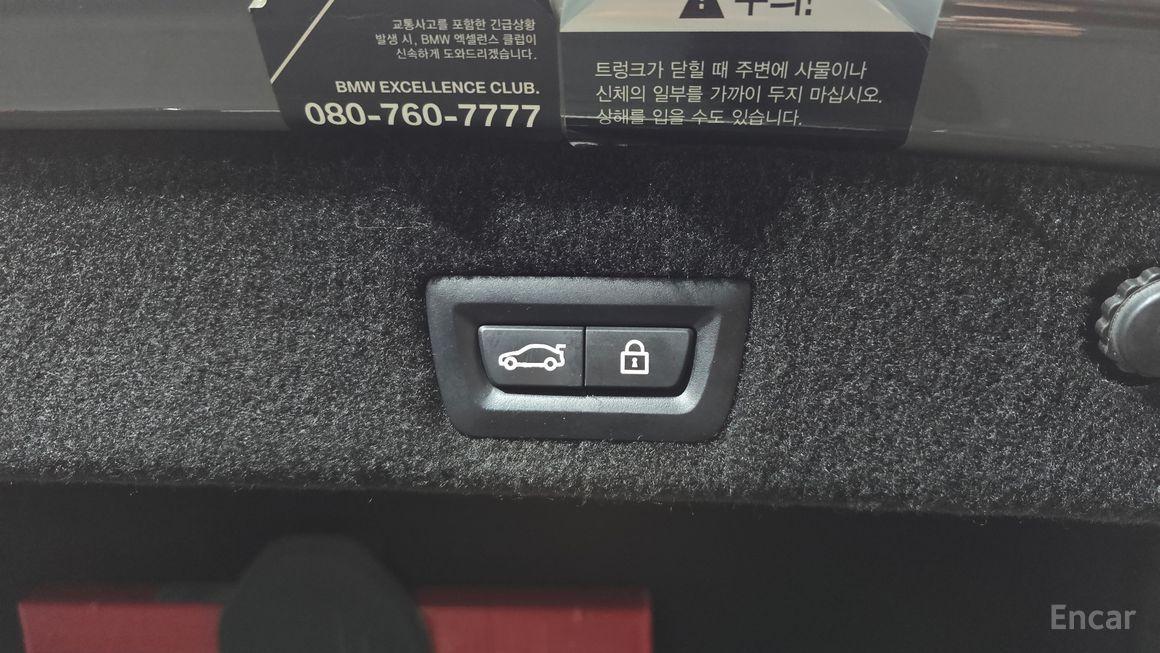 교통사고를 포함한 긴급상황
발생 시, BMW 엑셀런스 클럽이
신속하게 도와드리겠습니다.
BMW EXCELLENCE CLUB.
080-760-7777
주의!
트렁크가 닫힐 때 주변에 사물이나
신체의 일부를 가까이 두지 마십시오.
상해를 입을 수도 있습니다.
Encar